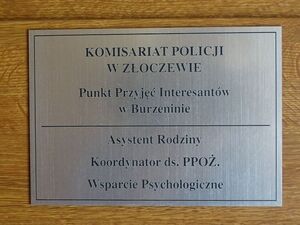 KOMISARIAT POLICJI
W ZŁOCZEWIE
Punkt Przyjęć Interesantów
w Burzeninie
Asystent Rodziny
Koordynator ds. PPOŻ.
Wsparcie Psychologiczne